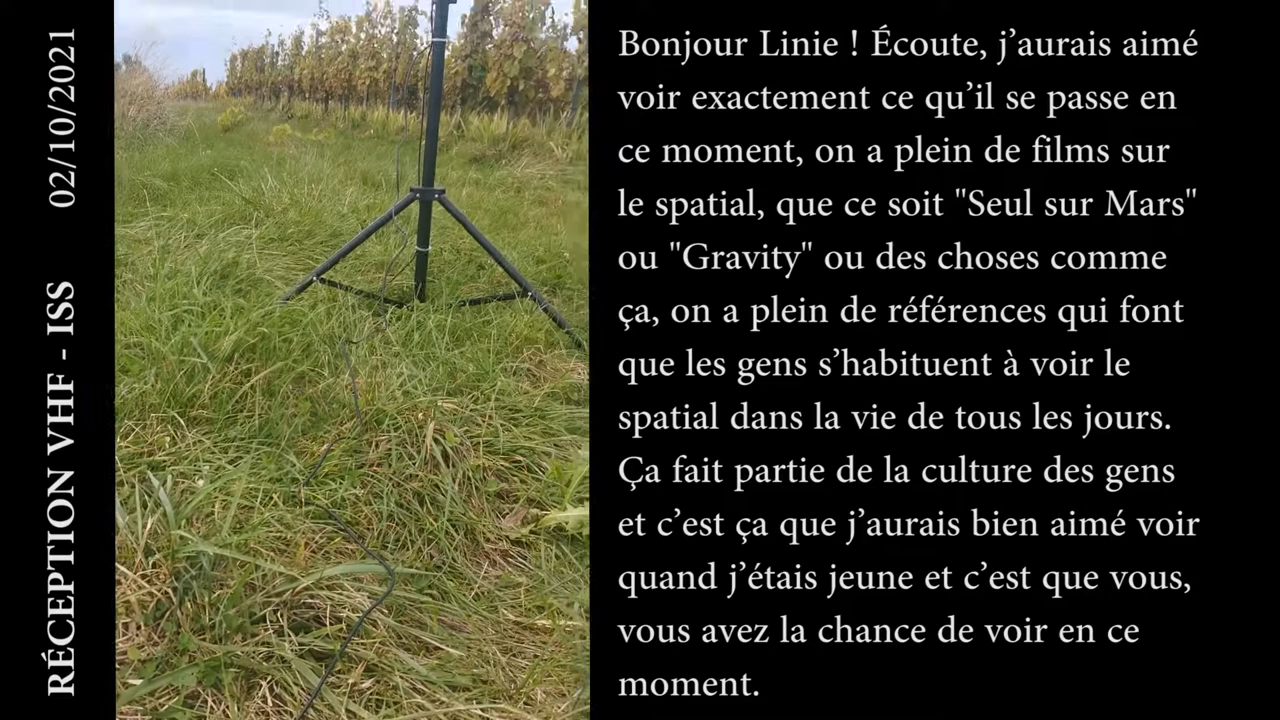 RÉCEPTION VHF - ISS 02/10/2021
Bonjour Linie ! Écoute, j’aurais aimé
voir exactement ce qu’il se passe en
ce moment, on a plein de films sur
le spatial, que ce soit "Seul sur Mars"
ou "Gravity" ou des choses comme
ça, on a plein de références qui font
que les gens s’habituent à voir le
spatial dans la vie de tous les jours.
Ça fait partie de la culture des gens
et c’est ça que j’aurais bien aimé voir
quand j’étais jeune et c’est que vous,
vous avez la chance de voir en ce
moment.